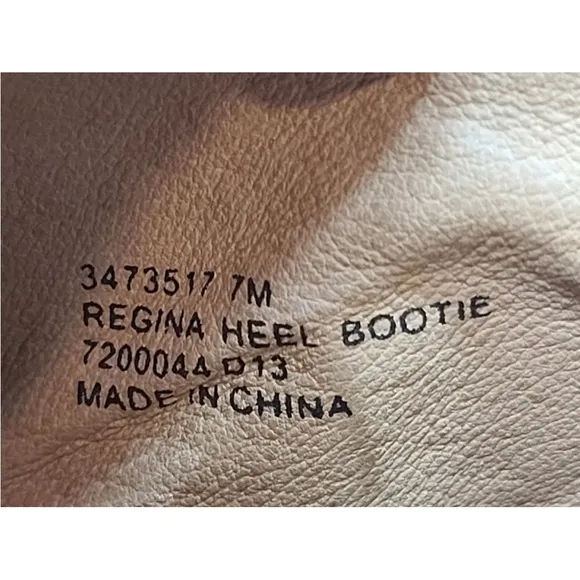 3473517 7M
REGINA HEEL BOOTIE
7200044 D13
MADE IN CHINA